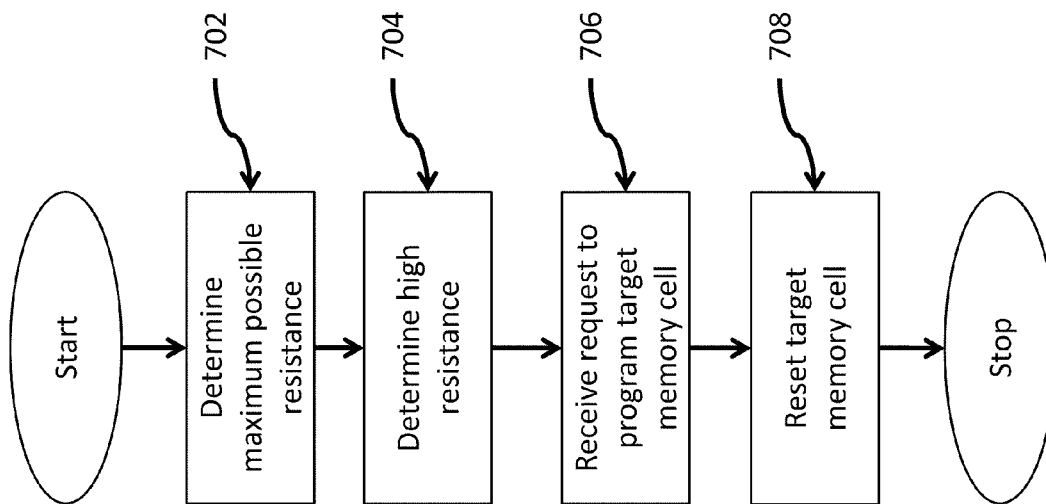 Start
Determine
maximum possible
resistance
702
Determine high
resistance
704
Receive request to
program target
memory cell
706
Reset target
memory cell
708
Stop